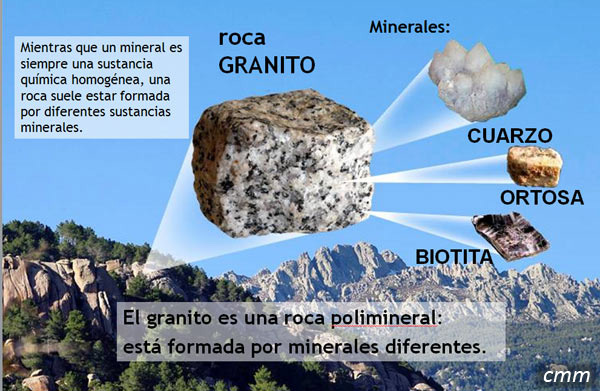 Mientras que un mineral es
siempre una sustancia
química homogénea, una
roca suele estar formada
por diferentes sustancias
minerales.
roca
GRANITO
Minerales:
CUARZO
ORTOSA
BIOTITA
El granito es una roca polimineral:
está formada por minerales diferentes.
cmm